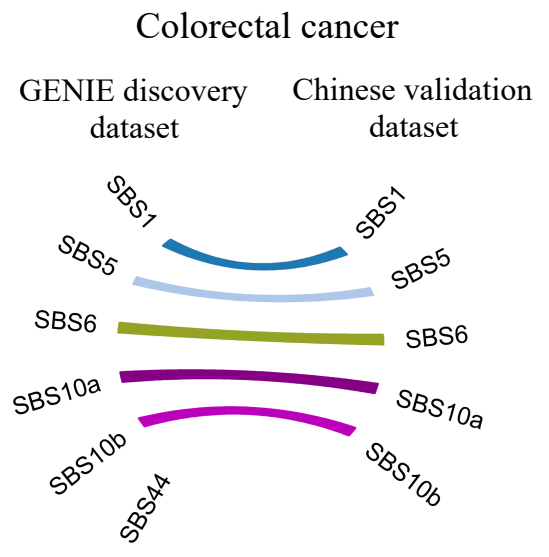 Colorectal cancer
GENIE discovery
dataset
Chinese validation
dataset
SBS1
SBS5
SBS6
SBS10a
SBS10b
SBS44
SBS1
SBS5
SBS6
SBS10a
SBS10b